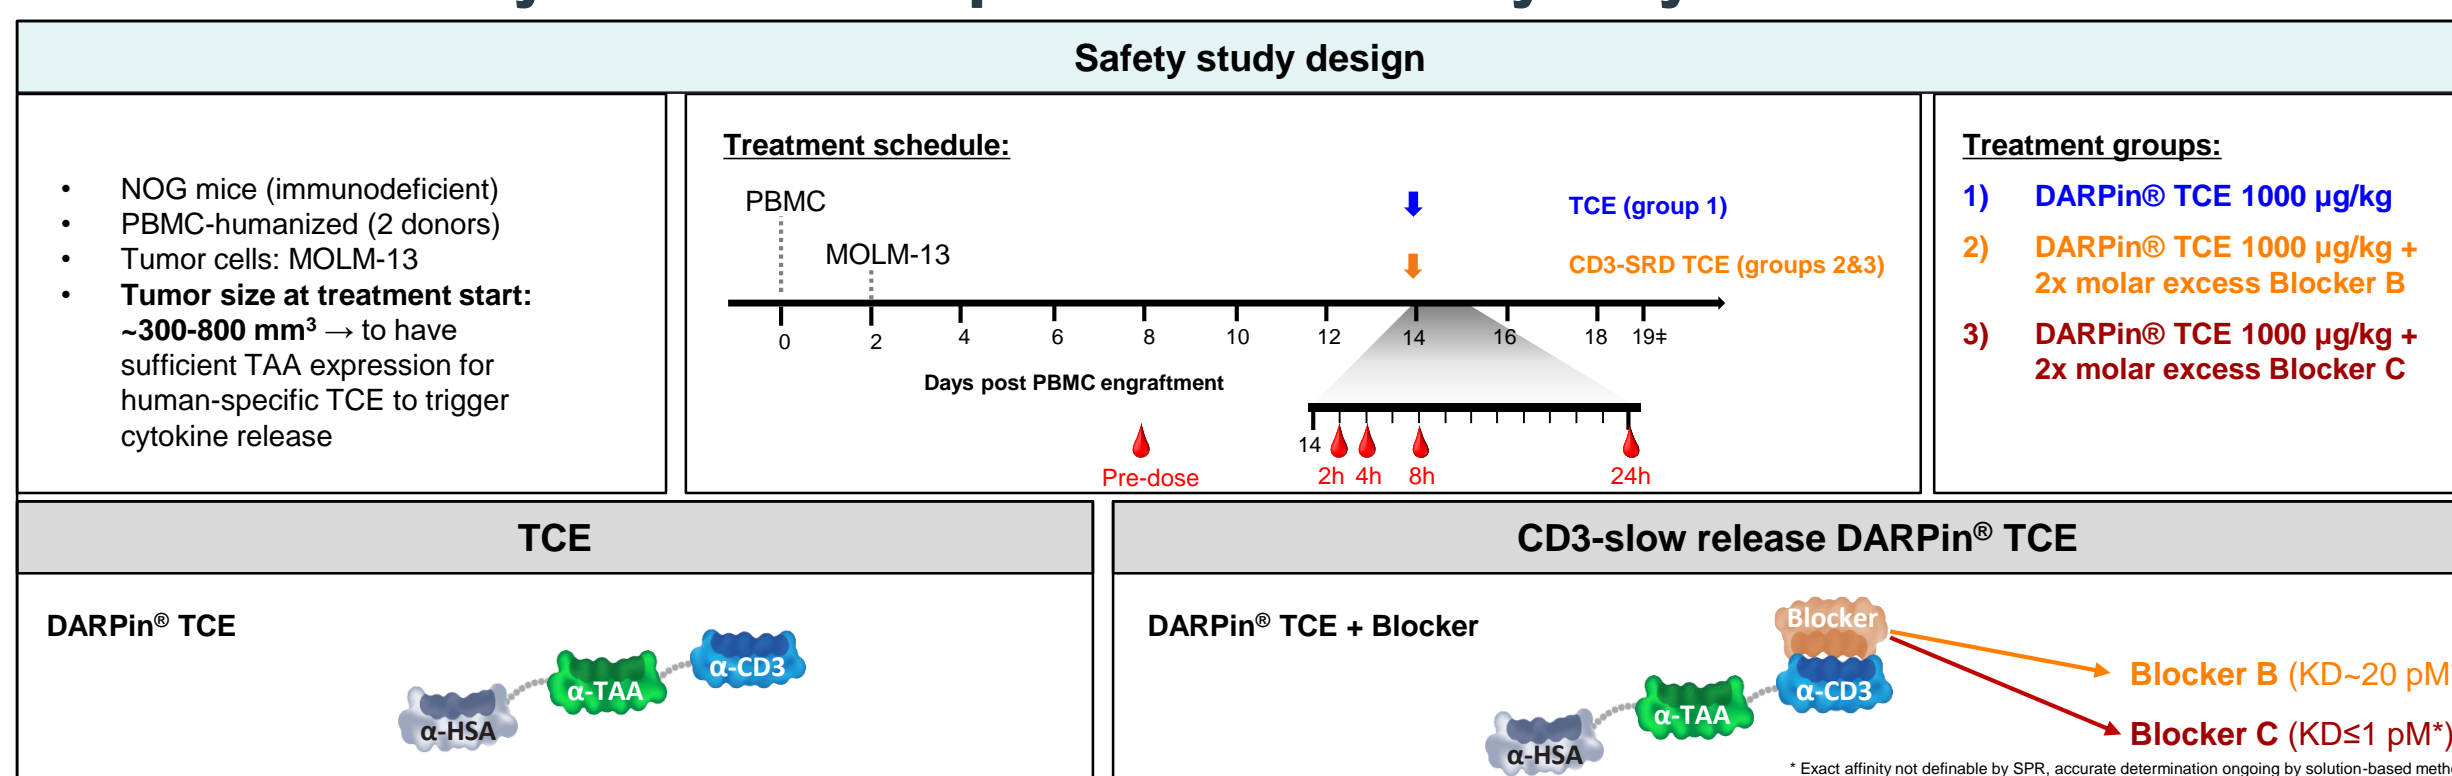 Safety study design
• NOG mice (immunodeficient)
• PBMC-humanized (2 donors)
• Tumor cells: MOLM-13
• Tumor size at treatment start:
~300-800 mm³ → to have
sufficient TAA expression for
human-specific TCE to trigger
cytokine release
Treatment schedule:
PBMC
MOLM-13
TCE (group 1)
CD3-SRD TCE (groups 2&3)
0 2 4 6 8 10 12 14 16 18 19ǂ
Days post PBMC engraftment
14
Pre-dose 2h 4h 8h 24h
Treatment groups:
1) DARPin® TCE 1000 µg/kg
2) DARPin® TCE 1000 µg/kg +
2x molar excess Blocker B
3) DARPin® TCE 1000 µg/kg +
2x molar excess Blocker C
TCE
DARPin® TCE
α-HSA
α-TAA
α-CD3
CD3-slow release DARPin® TCE
DARPin® TCE + Blocker
Blocker
α-CD3
α-TAA
α-HSA
Blocker B (KD~20 pM
Blocker C (KD≤1 pM*)
* Exact affinity not definable by SPR, accurate determination ongoing by solution-based